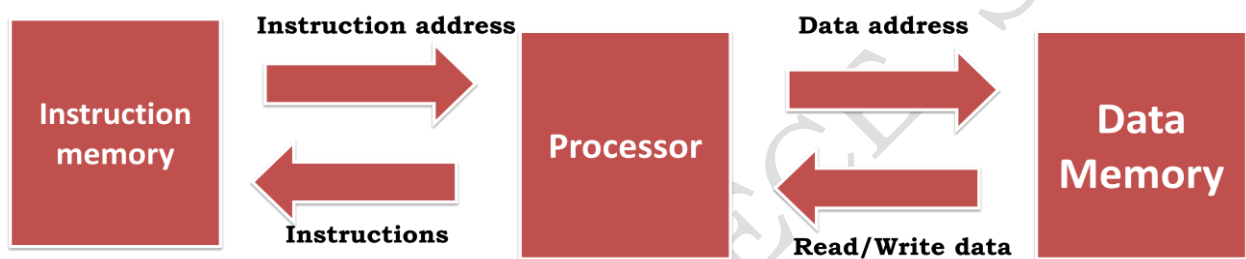 Instruction address
Data address
Instruction
memory
Processor
Data
Memory
Instructions
Read/Write data